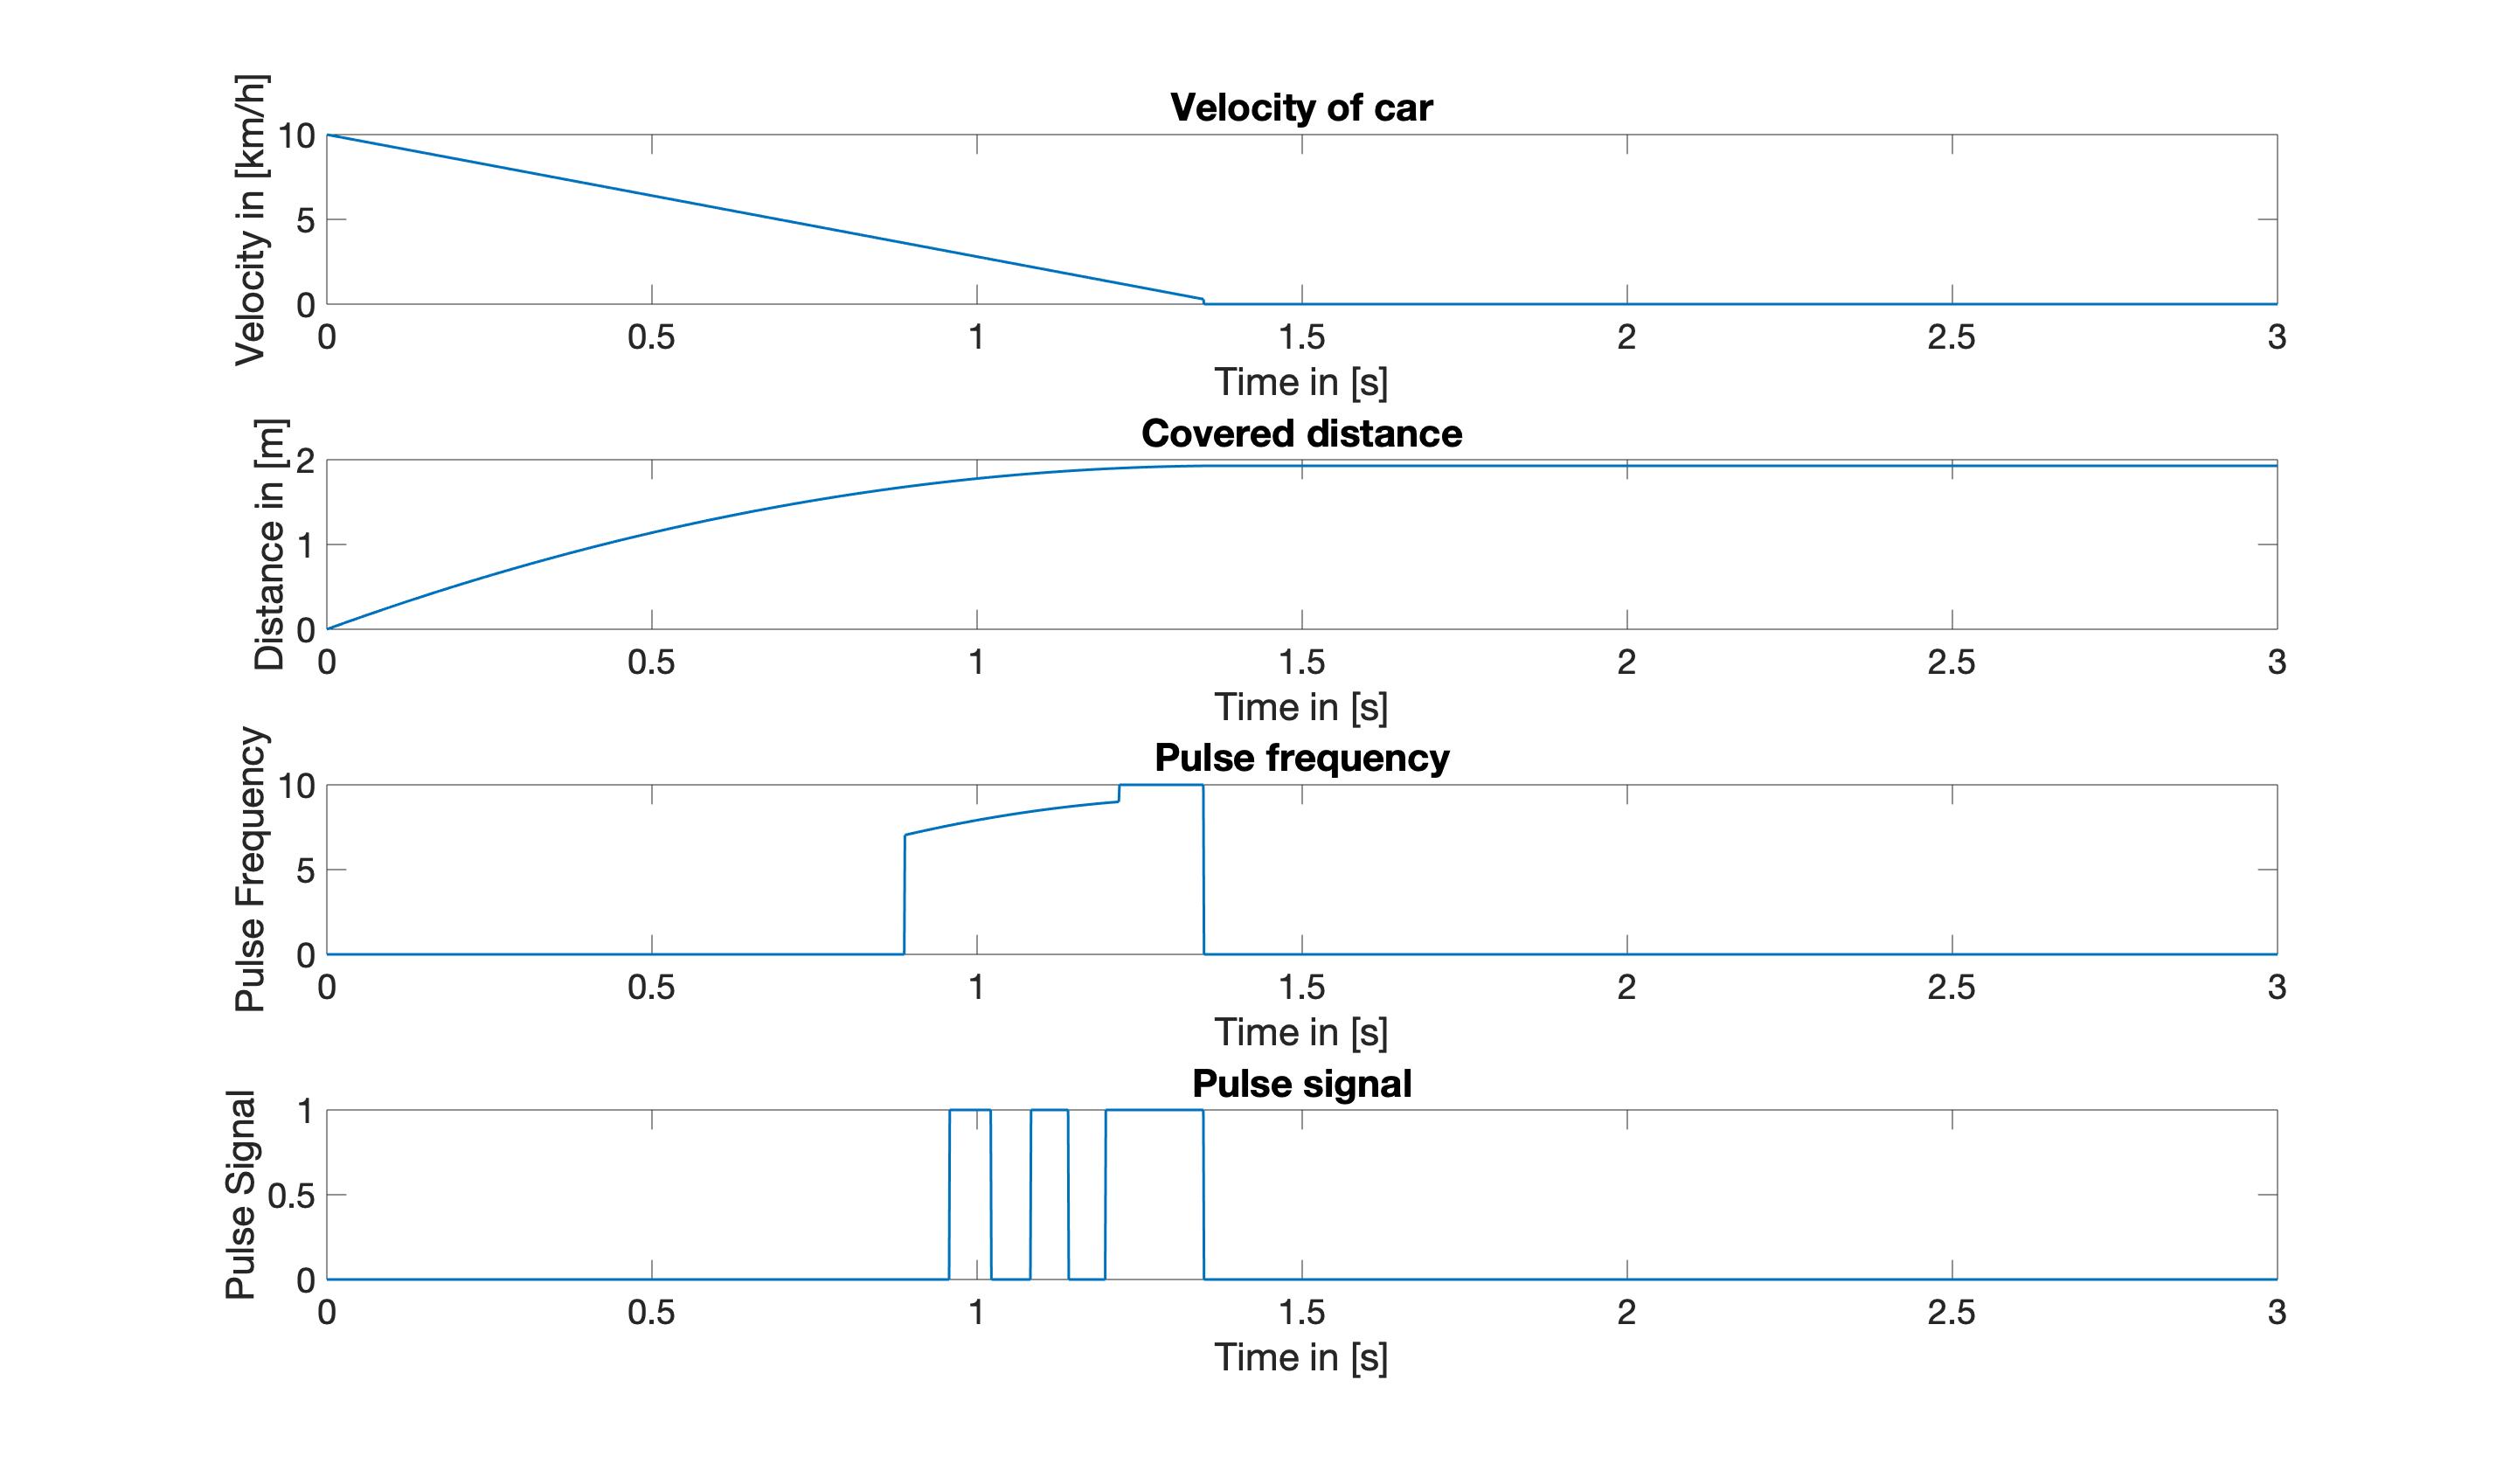 Velocity of car
Velocity in [km/h]
10
5
0
0 0.5 1 1.5 2 2.5 3
Time in [s]
Covered distance
Distance in [m]
2
1
0
0 0.5 1 1.5 2 2.5 3
Time in [s]
Pulse frequency
Pulse Frequency
10
5
0
0 0.5 1 1.5 2 2.5 3
Time in [s]
Pulse signal
Pulse Signal
1
0.5
0
0 0.5 1 1.5 2 2.5 3
Time in [s]